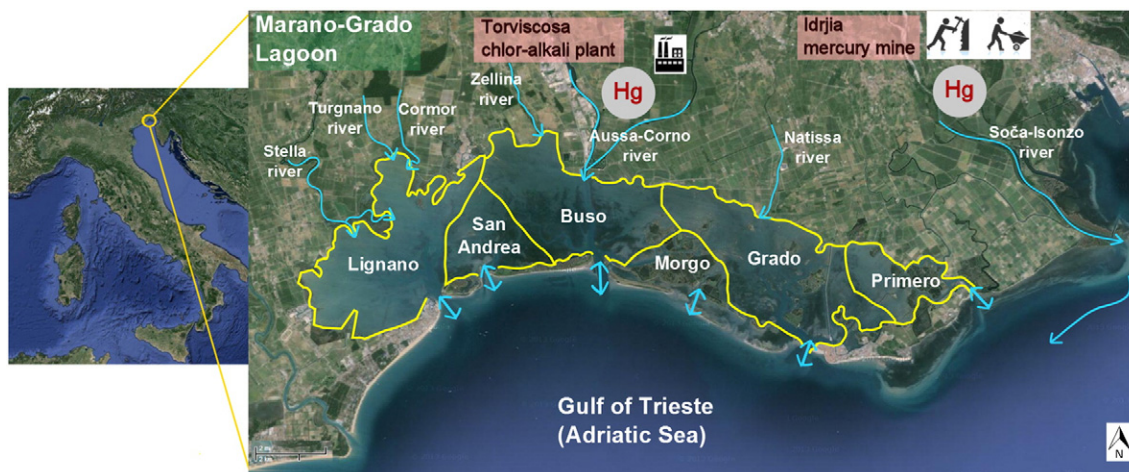 Marano-Grado
Lagoon
Torviscosa
chlor-alkali plant
Idrjia
mercury mine
Hg
Hg
Zellina
river
Turgnano
river
Cormor
river
Stella
river
Aussa-Corno
river
Natissa
river
Soča-Isonzo
river
Lignano
San
Andrea
Buso
Morgo
Grado
Primero
Gulf of Trieste
(Adriatic Sea)
N